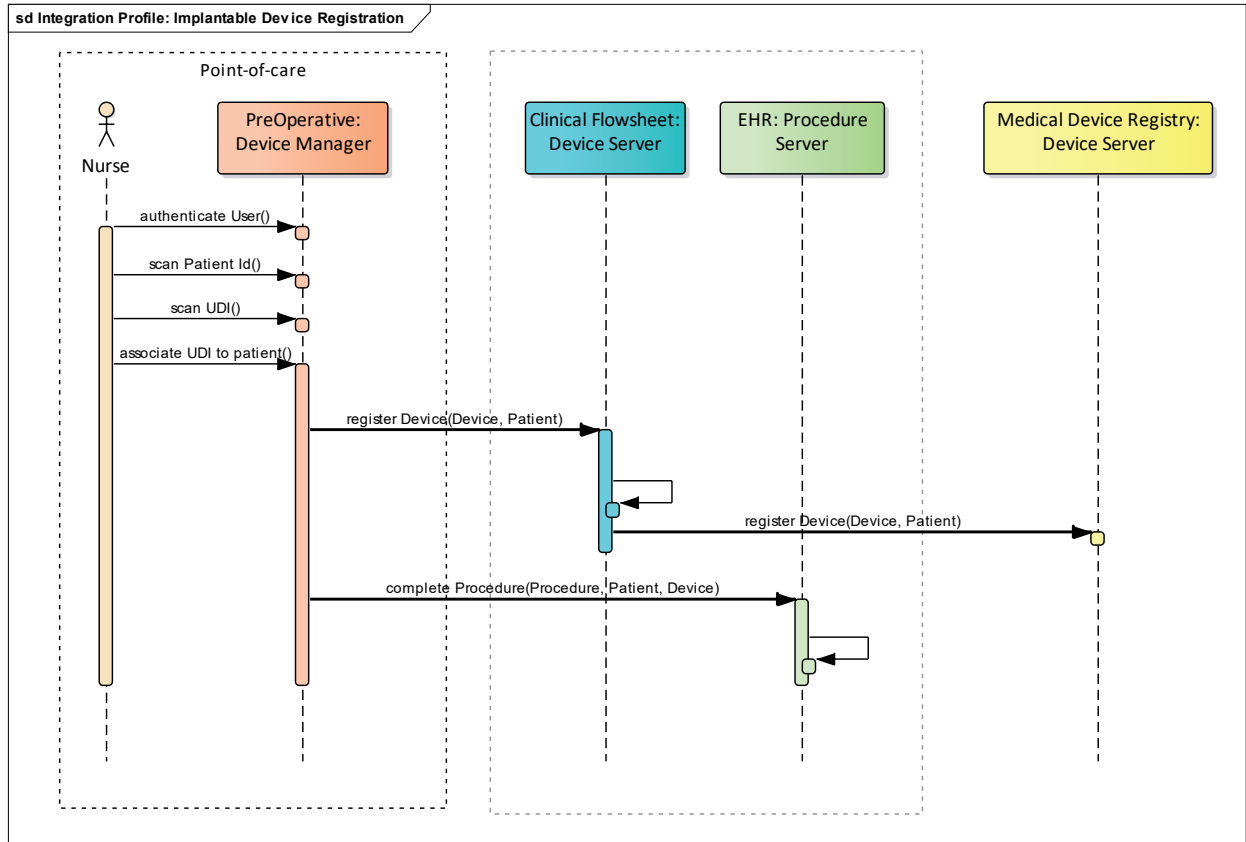 sd Integration Profile: Implantable Device Registration
Point-of-care
Nurse
PreOperative:
Device Manager
Clinical Flowsheet:
Device Server
EHR: Procedure
Server
Medical Device Registry:
Device Server
authenticate User()
scan Patient Id()
scan UDI()
associate UDI to patient()
register Device(Device, Patient)
register Device(Device, Patient)
complete Procedure(Procedure, Patient, Device)